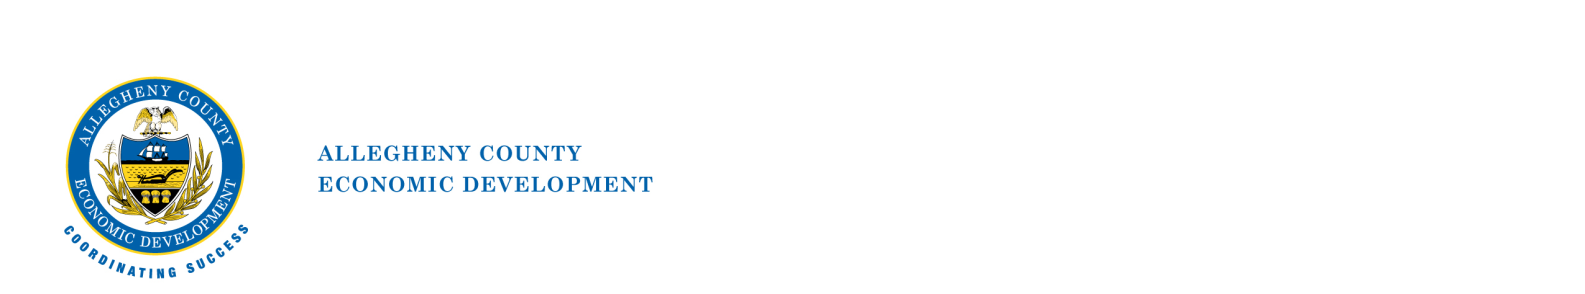 ALLEGHENY COUNTY
ECONOMIC DEVELOPMENT
COORDINATING SUCCESS
ALLEGHENY COUNTY
ECONOMIC DEVELOPMENT